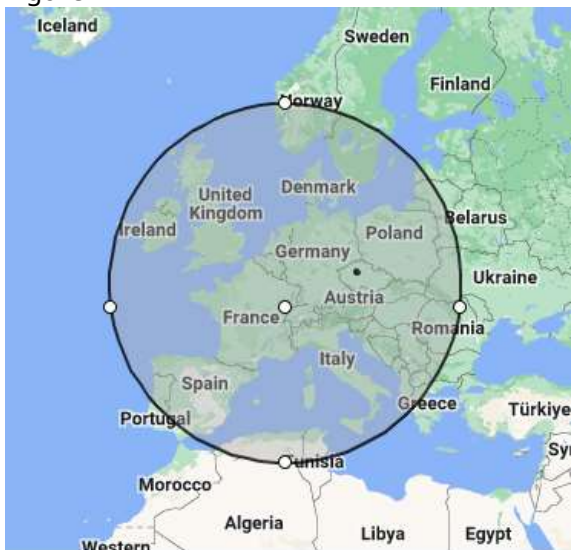 Iceland
Sweden
Finland
Norway
United
Kingdom
Denmark
Ireland
Poland
Belarus
Germany
Ukraine
Austria
France
Romania
Italy
Spain
Portugal
Greece
Türkiye
Tunisia
Sy
Morocco
Algeria
Libya
Egypt
Western